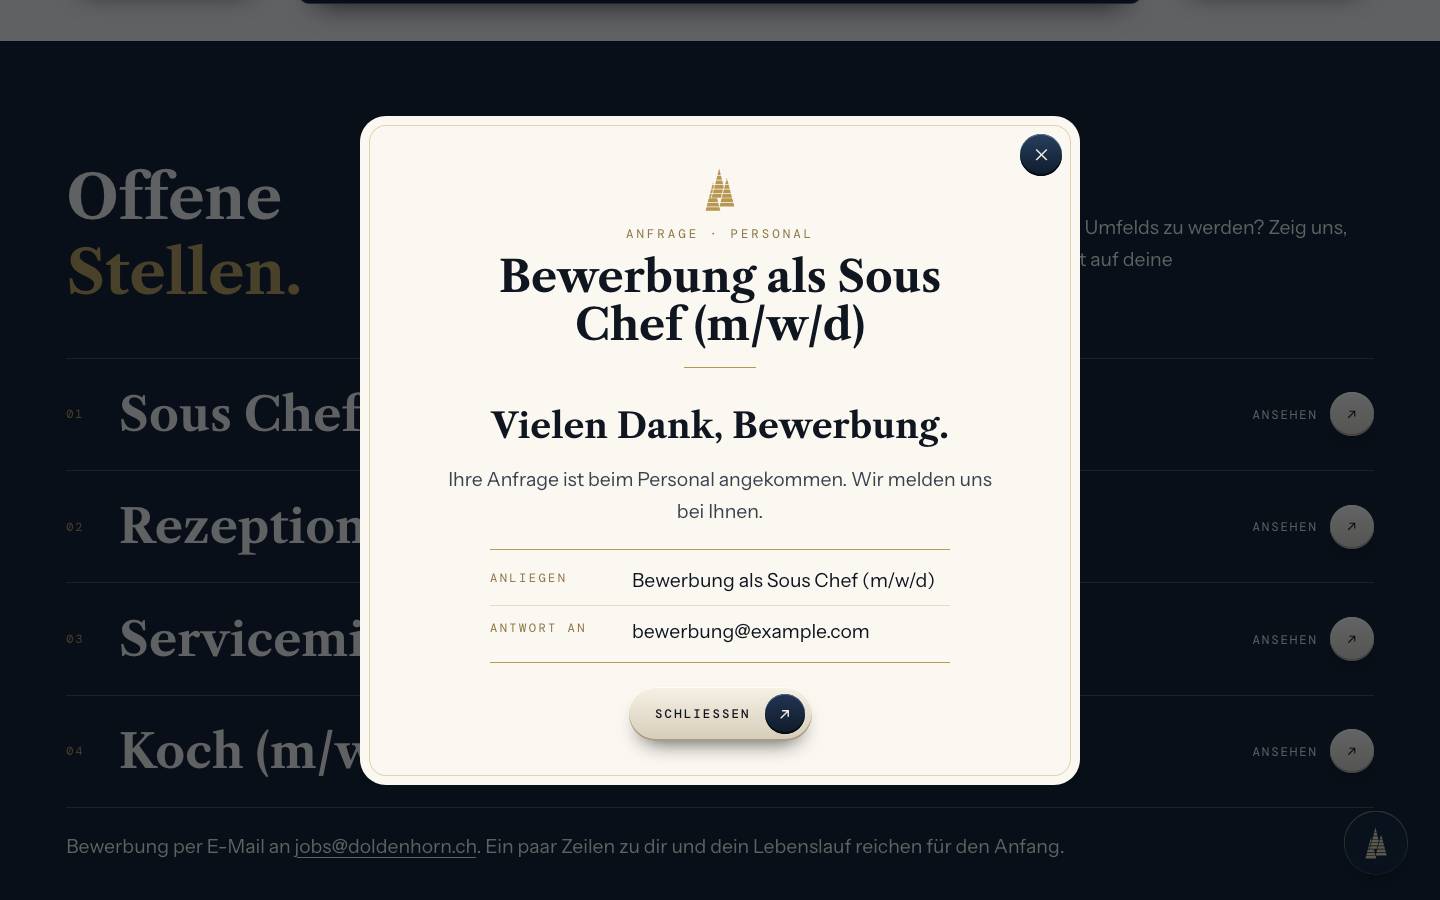 Offene
Stellen.
Umfelds zu werden? Zeig uns,
t auf deine
ANFRAGE · PERSONAL
Bewerbung als Sous
Chef (m/w/d)
Vielen Dank, Bewerbung.
Ihre Anfrage ist beim Personal angekommen. Wir melden uns
bei Ihnen.
ANLIEGEN Bewerbung als Sous Chef (m/w/d)
ANTWORT AN bewerbung@example.com
SCHLIESSEN
01 Sous Chef ANSEHEN
02 Rezeption ANSEHEN
03 Servicemi ANSEHEN
04 Koch (m/w ANSEHEN
Bewerbung per E-Mail an jobs@doldenhorn.ch. Ein paar Zeilen zu dir und dein Lebenslauf reichen für den Anfang.